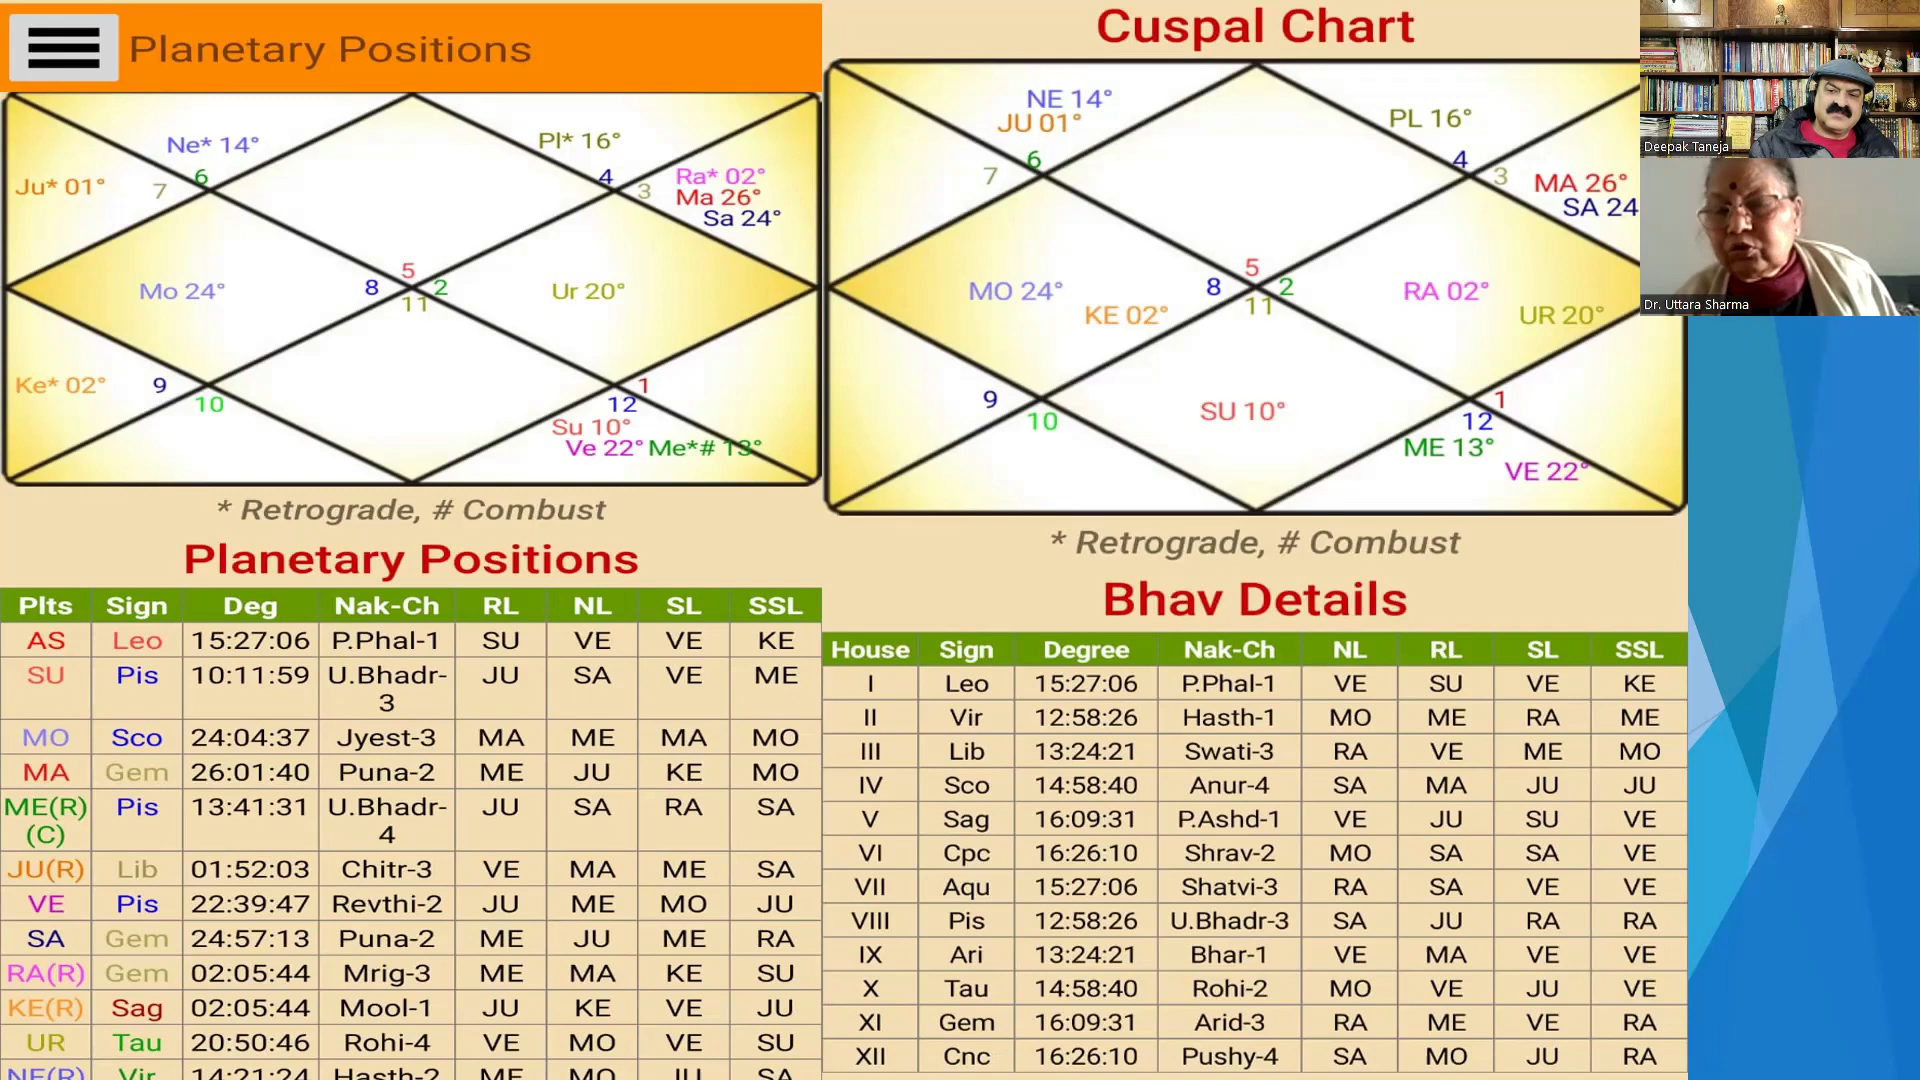 Planetary Positions
Ne* 14°
Pl* 16°
Ju* 01°
7
6
4
3
Ra* 02°
Ma 26°
Sa 24°
Mo 24°
8
5
2
11
Ur 20°
Ke* 02°
9
10
1
12
Su 10°
Ve 22° Me*# 13°
* Retrograde, # Combust
Planetary Positions
Plts Sign Deg Nak-Ch RL NL SL SSL
AS Leo 15:27:06 P.Phal-1 SU VE VE KE
SU Pis 10:11:59 U.Bhadr-3 JU SA VE ME
MO Sco 24:04:37 Jyest-3 MA ME MA MO
MA Gem 26:01:40 Puna-2 ME JU KE MO
ME(R)(C) Pis 13:41:31 U.Bhadr-4 JU SA RA SA
JU(R) Lib 01:52:03 Chitr-3 VE MA ME SA
VE Pis 22:39:47 Revthi-2 JU ME MO JU
SA Gem 24:57:13 Puna-2 ME JU ME RA
RA(R) Gem 02:05:44 Mrig-3 ME MA KE SU
KE(R) Sag 02:05:44 Mool-1 JU KE VE JU
UR Tau 20:50:46 Rohi-4 VE MO VE SU
NE(R) Vir 14:21:24 Hasth-2 ME MO JU SA
Cuspal Chart
NE 14°
JU 01°
PL 16°
7
6
4
3
MA 26°
SA 24
MO 24°
KE 02°
8
5
2
11
RA 02°
UR 20°
9
10
SU 10°
1
12
ME 13°
VE 22°
* Retrograde, # Combust
Bhav Details
House Sign Degree Nak-Ch NL RL SL SSL
I Leo 15:27:06 P.Phal-1 VE SU VE KE
II Vir 12:58:26 Hasth-1 MO ME RA ME
III Lib 13:24:21 Swati-3 RA VE ME MO
IV Sco 14:58:40 Anur-4 SA MA JU JU
V Sag 16:09:31 P.Ashd-1 VE JU SU VE
VI Cpc 16:26:10 Shrav-2 MO SA SA VE
VII Aqu 15:27:06 Shatvi-3 RA SA VE VE
VIII Pis 12:58:26 U.Bhadr-3 SA JU RA RA
IX Ari 13:24:21 Bhar-1 VE MA VE VE
X Tau 14:58:40 Rohi-2 MO VE JU VE
XI Gem 16:09:31 Arid-3 RA ME VE RA
XII Cnc 16:26:10 Pushy-4 SA MO JU RA
Deepak Taneja
Dr. Uttara Sharma